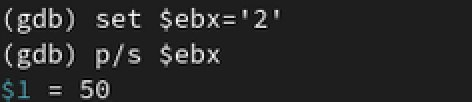 (gdb) set $ebx='2'
(gdb) p/s $ebx
$1 = 50